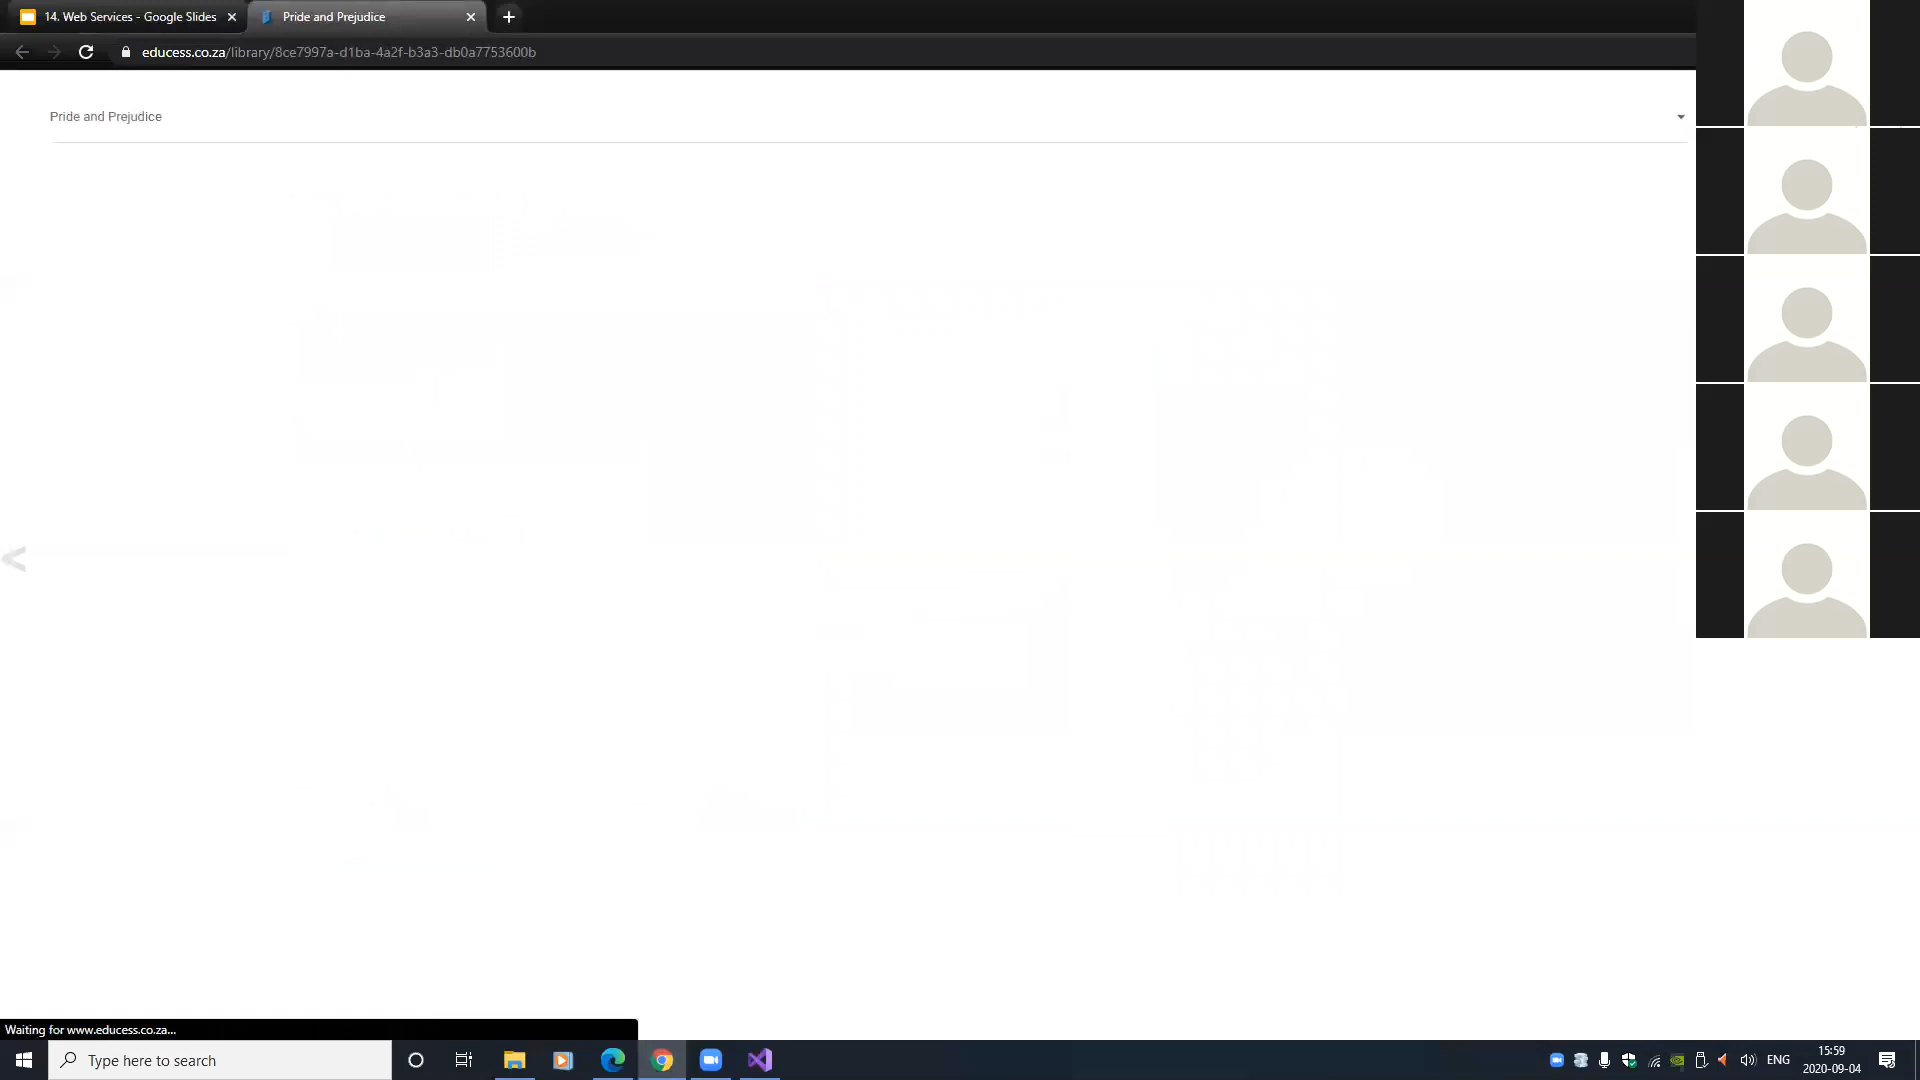 14. Web Services - Google Slides
Pride and Prejudice
educess.co.za/library/8ce7997a-d1ba-4a2f-b3a3-db0a7753600b
Pride and Prejudice
<
Waiting for www.educess.co.za...
Type here to search
ENG
15:59
2020-09-04